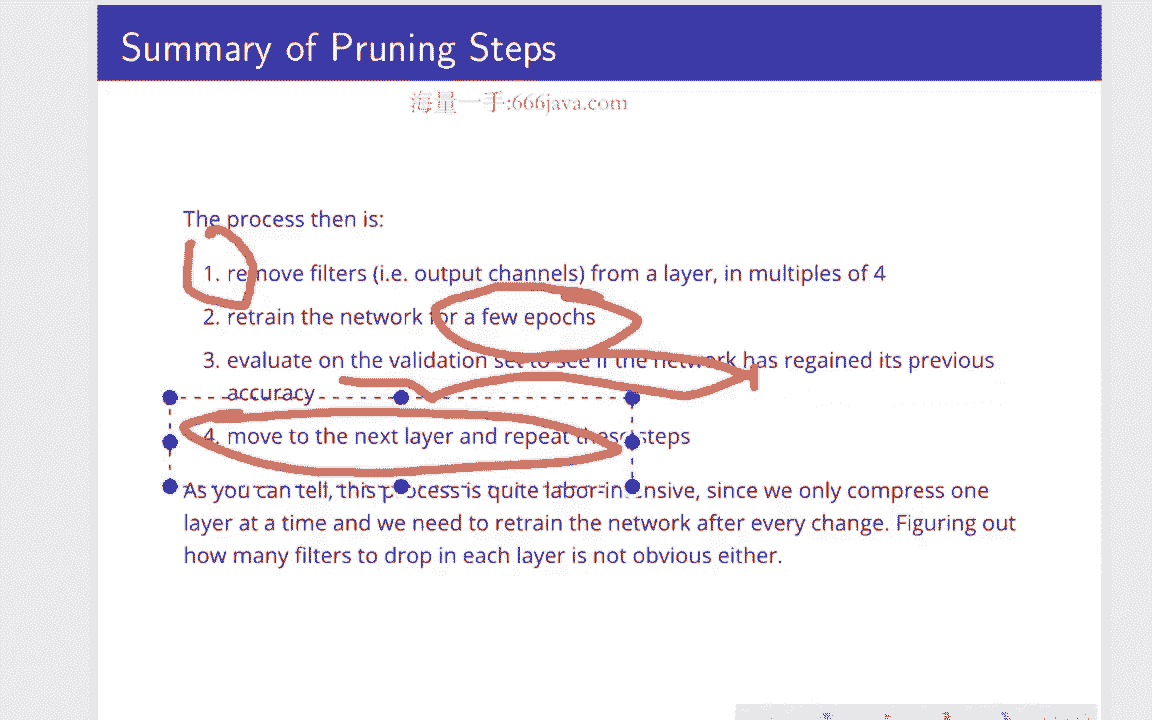 Summary of Pruning Steps
海量一手:666java.com
The process then is:
1. remove filters (i.e. output channels) from a layer, in multiples of 4
2. retrain the network for a few epochs
3. evaluate on the validation set to see if the network has regained its previous
accuracy
4. move to the next layer and repeat these steps
As you can tell, this process is quite labor-intensive, since we only compress one
layer at a time and we need to retrain the network after every change. Figuring out
how many filters to drop in each layer is not obvious either.